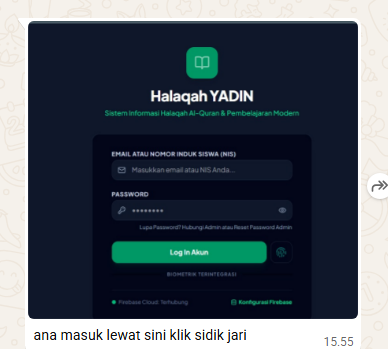 Halaqah YADIN
Sistem Informasi Halaqah Al-Quran & Pembelajaran Modern
EMAIL ATAU NOMOR INDUK SISWA (NIS)
Masukkan email atau NIS Anda...
PASSWORD
Lupa Password? Hubungi Admin atau Reset Password Admin
Log In Akun
BIOMETRIK TERINTEGRASI
Firebase Cloud: Terhubung
Konfigurasi Firebase
ana masuk lewat sini klik sidik jari
15.55